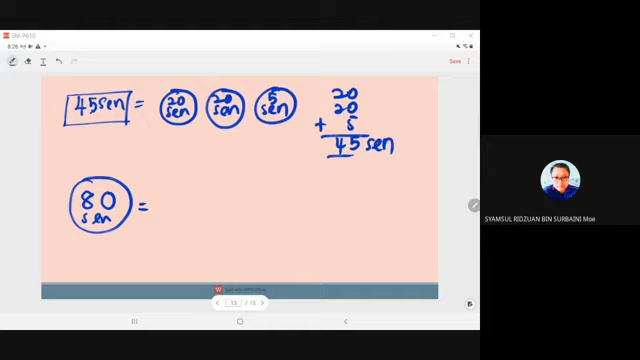 SM-P610
8:26
Save
45sen = 20 sen 20 sen 5 sen
20
20
+ 5
45 sen
80 sen =
13 / 15
SYAMSUL RIDZUAN BIN SURBAINI Moe